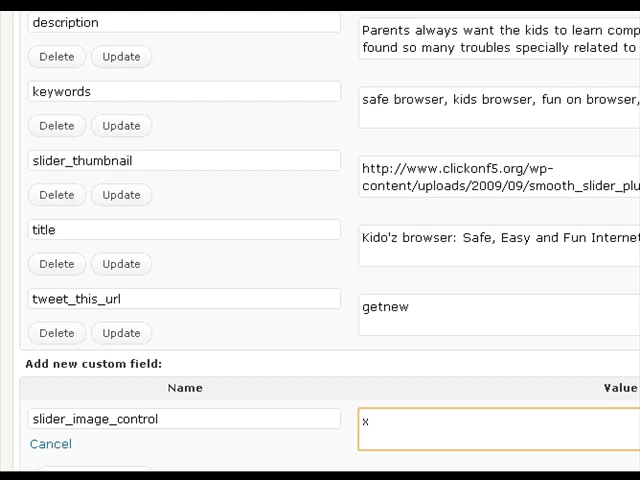 description
Parents always want the kids to learn comp
found so many troubles specially related to
Delete Update
keywords
safe browser, kids browser, fun on browser,
Delete Update
slider_thumbnail
http://www.clickonf5.org/wp-
content/uploads/2009/09/smooth_slider_plu
Delete Update
title
Kido'z browser: Safe, Easy and Fun Internet
Delete Update
tweet_this_url
getnew
Delete Update
Add new custom field:
Name Value
slider_image_control
x
Cancel